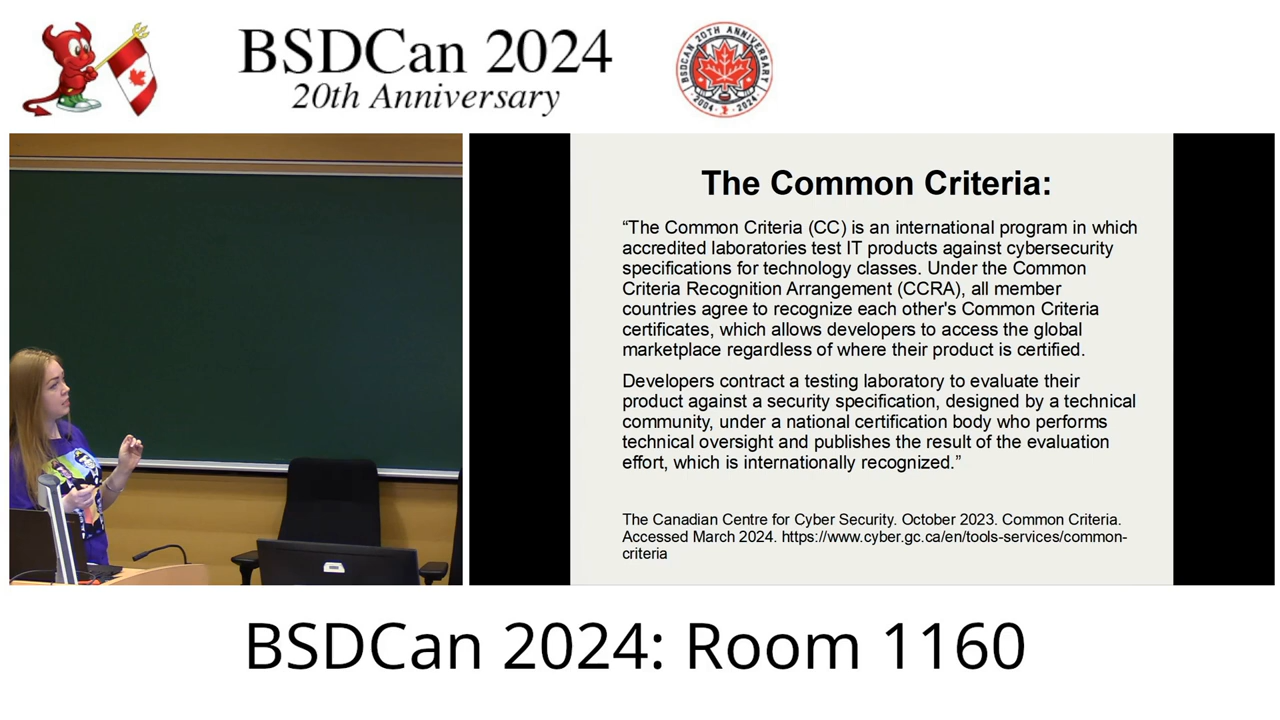 BSDCan 2024
20th Anniversary
BSDCAN 20TH ANNIVERSARY
2004 2024
The Common Criteria:
“The Common Criteria (CC) is an international program in which
accredited laboratories test IT products against cybersecurity
specifications for technology classes. Under the Common
Criteria Recognition Arrangement (CCRA), all member
countries agree to recognize each other's Common Criteria
certificates, which allows developers to access the global
marketplace regardless of where their product is certified.
Developers contract a testing laboratory to evaluate their
product against a security specification, designed by a technical
community, under a national certification body who performs
technical oversight and publishes the result of the evaluation
effort, which is internationally recognized.”
The Canadian Centre for Cyber Security. October 2023. Common Criteria.
Accessed March 2024. https://www.cyber.gc.ca/en/tools-services/common-
criteria
BSDCan 2024: Room 1160